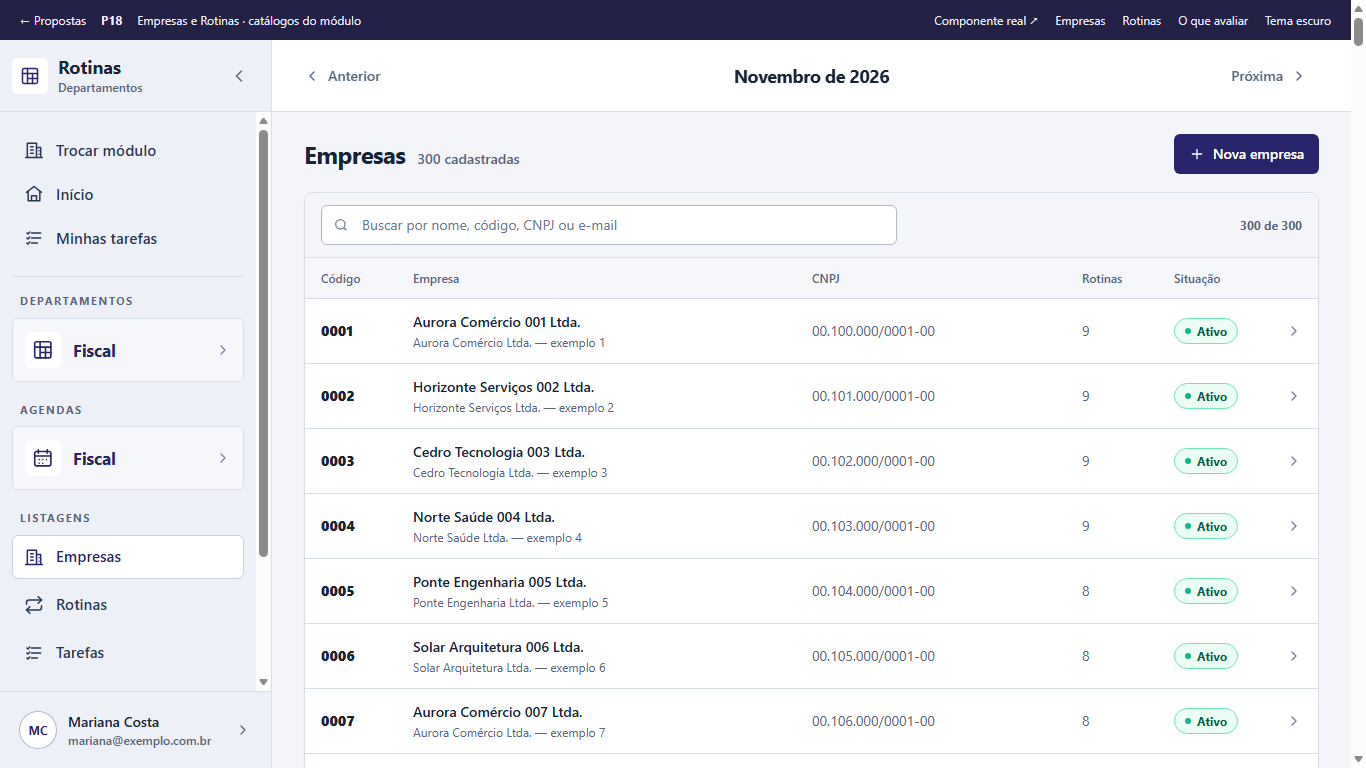 ← Propostas P18 Empresas e Rotinas · catálogos do módulo Componente real ↗ Empresas Rotinas O que avaliar Tema escuro
Rotinas
Departamentos
Trocar módulo
Início
Minhas tarefas
DEPARTAMENTOS
Fiscal
AGENDAS
Fiscal
LISTAGENS
Empresas
Rotinas
Tarefas
MC
Mariana Costa
mariana@exemplo.com.br
Anterior Novembro de 2026 Próxima
Empresas 300 cadastradas + Nova empresa
Buscar por nome, código, CNPJ ou e-mail 300 de 300
Código Empresa CNPJ Rotinas Situação
0001 Aurora Comércio 001 Ltda. 00.100.000/0001-00 9 Ativo
Aurora Comércio Ltda. — exemplo 1
0002 Horizonte Serviços 002 Ltda. 00.101.000/0001-00 9 Ativo
Horizonte Serviços Ltda. — exemplo 2
0003 Cedro Tecnologia 003 Ltda. 00.102.000/0001-00 9 Ativo
Cedro Tecnologia Ltda. — exemplo 3
0004 Norte Saúde 004 Ltda. 00.103.000/0001-00 9 Ativo
Norte Saúde Ltda. — exemplo 4
0005 Ponte Engenharia 005 Ltda. 00.104.000/0001-00 8 Ativo
Ponte Engenharia Ltda. — exemplo 5
0006 Solar Arquitetura 006 Ltda. 00.105.000/0001-00 8 Ativo
Solar Arquitetura Ltda. — exemplo 6
0007 Aurora Comércio 007 Ltda. 00.106.000/0001-00 8 Ativo
Aurora Comércio Ltda. — exemplo 7